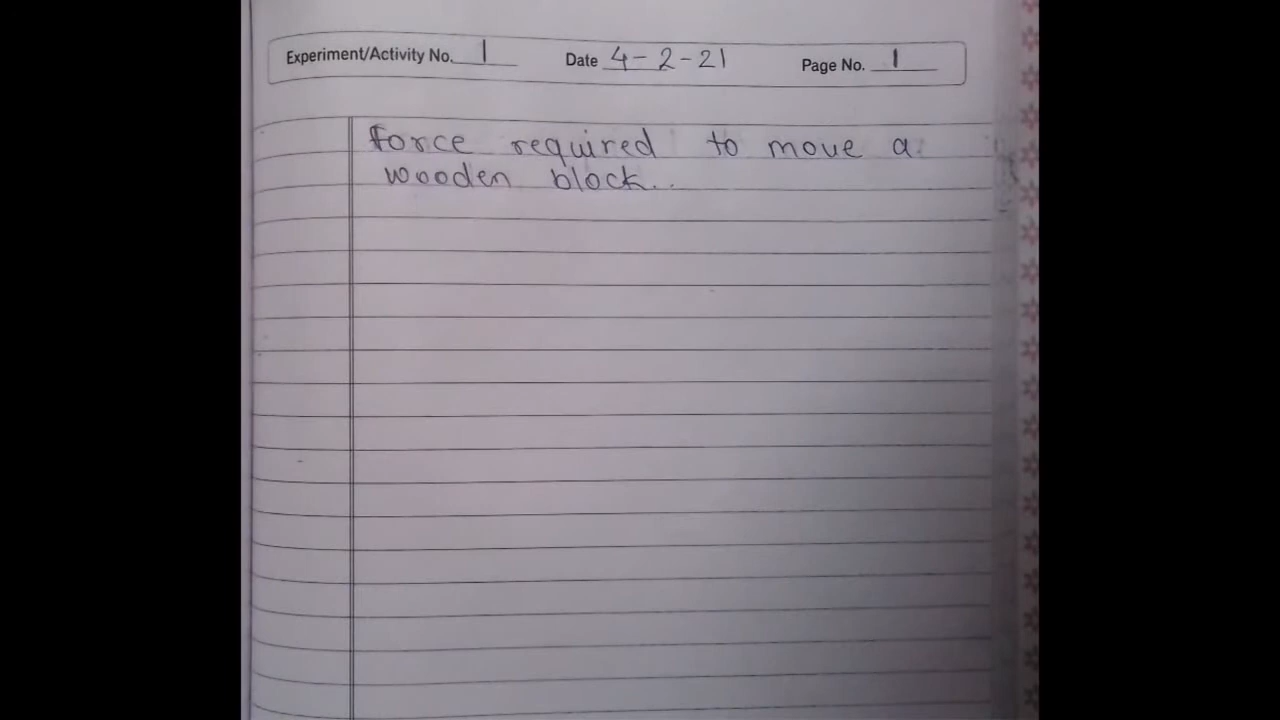 Experiment/Activity No. 1 Date 4-2-21 Page No. 1
Force required to move a
wooden block..